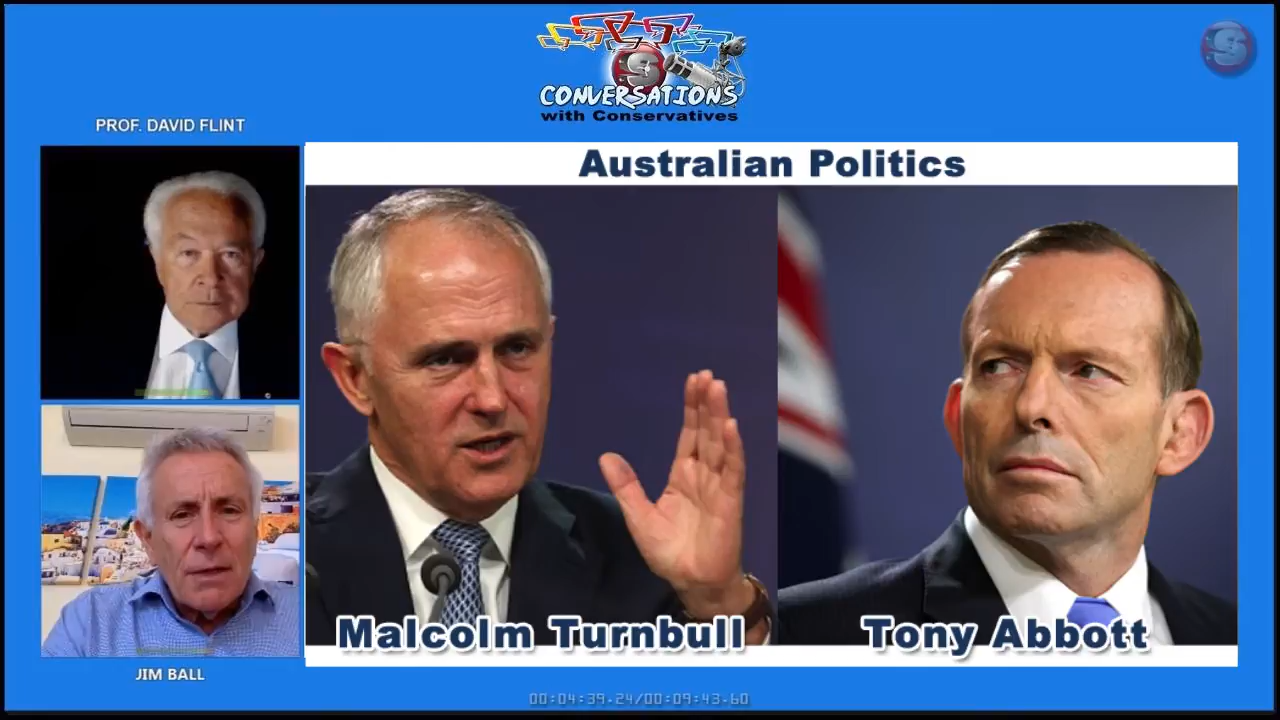 S
CONVERSATIONS
with Conservatives
S
PROF. DAVID FLINT
Australian Politics
Malcolm Turnbull
Tony Abbott
JIM BALL
00:04:39.24/00:09:43.60